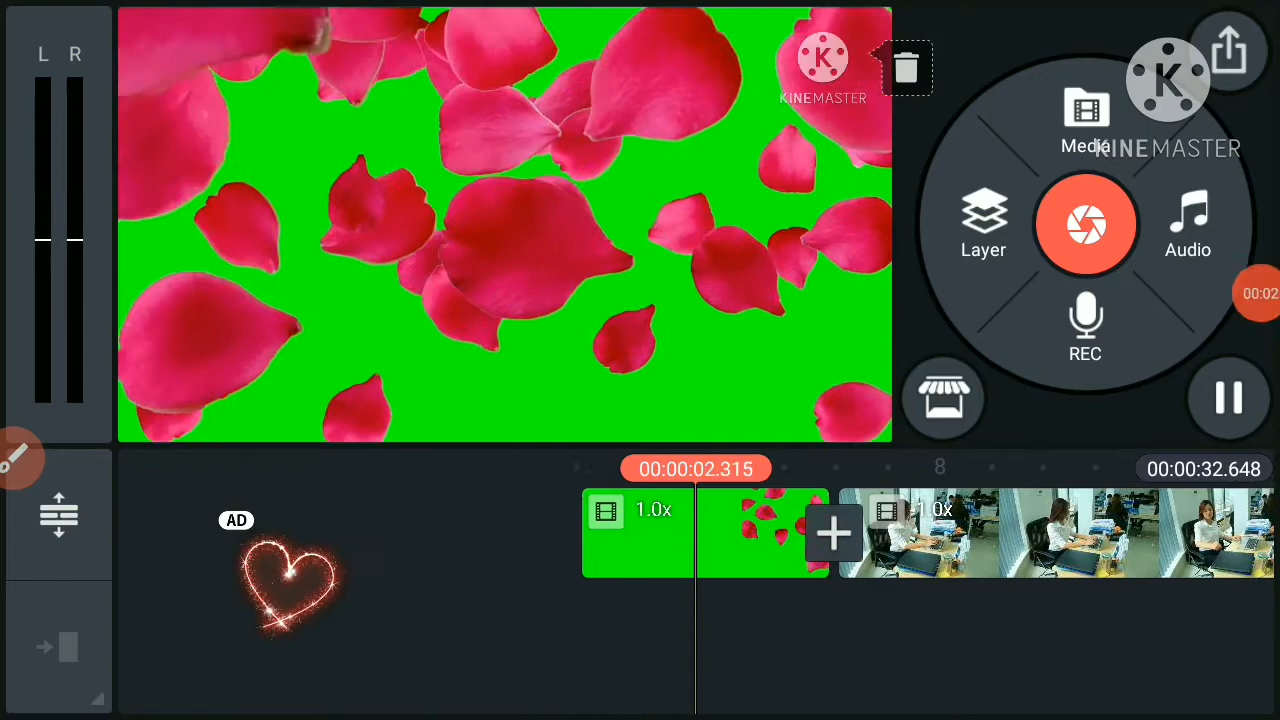 L R
KINEMASTER
Media
KINEMASTER
Layer
Audio
REC
00:02
00:00:02.315
8
00:00:32.648
1.0x
1.0x
AD